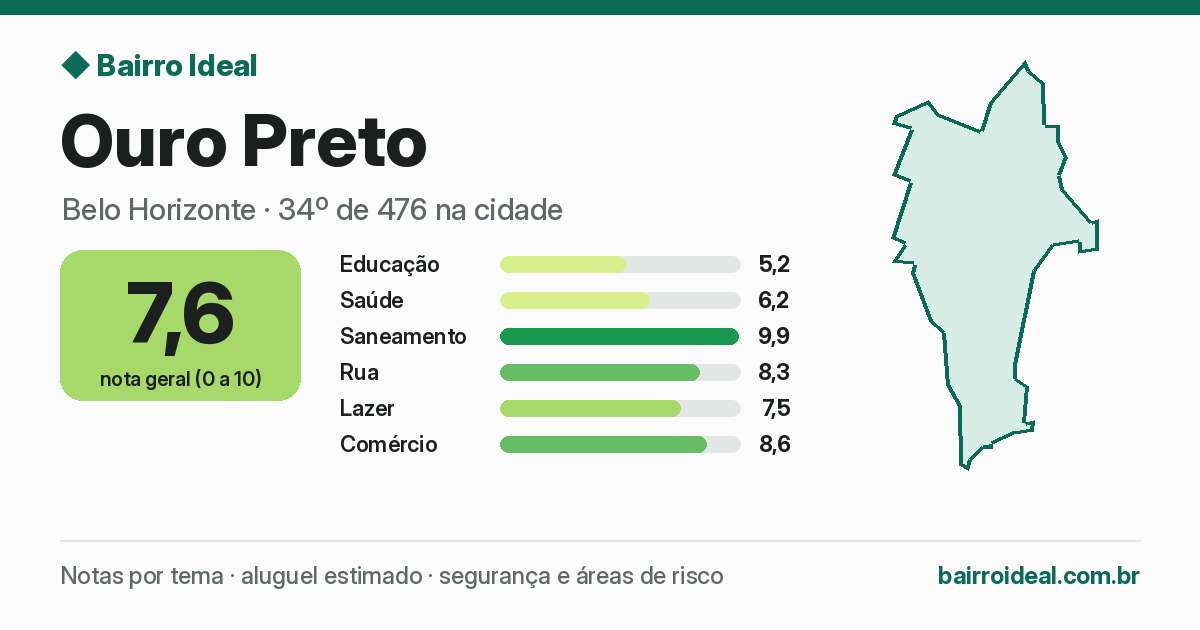 Bairro Ideal
Ouro Preto
Belo Horizonte · 34º de 476 na cidade
7,6
nota geral (0 a 10)
Educação 5,2
Saúde 6,2
Saneamento 9,9
Rua 8,3
Lazer 7,5
Comércio 8,6
Notas por tema · aluguel estimado · segurança e áreas de risco
bairroideal.com.br